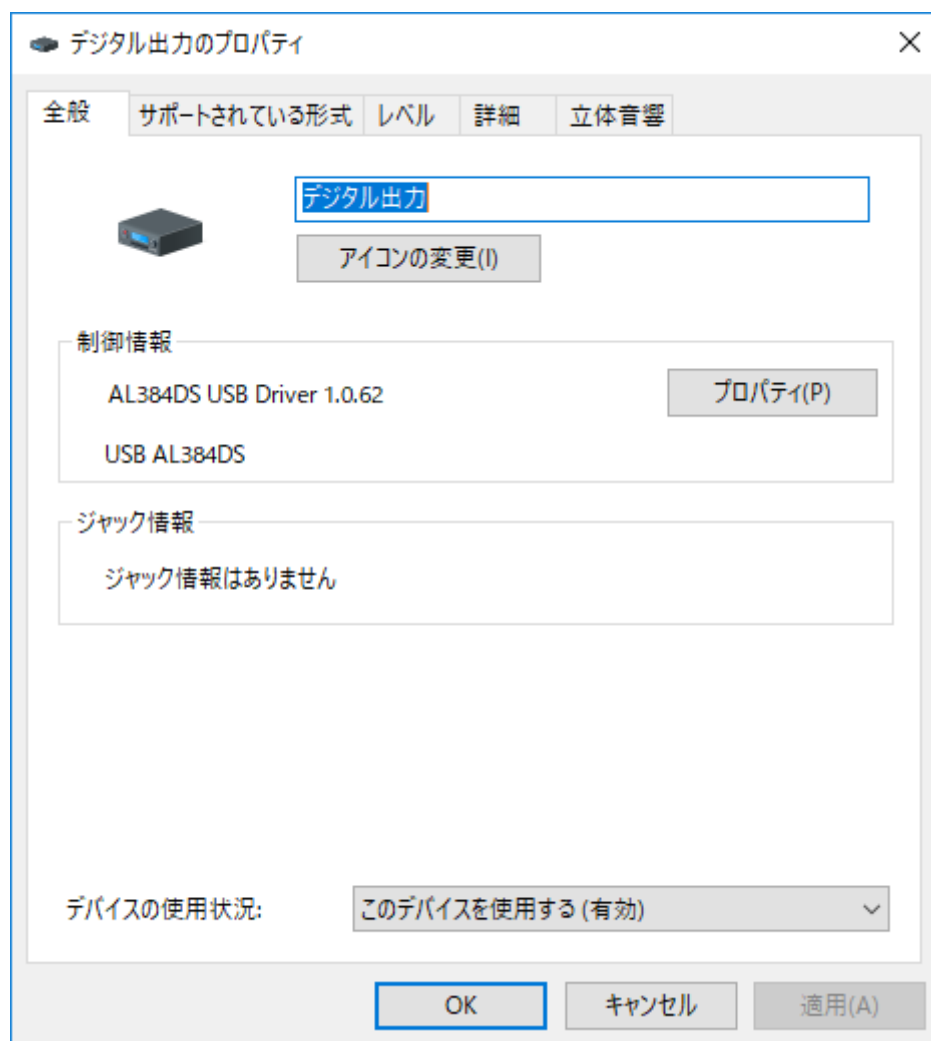 デジタル出力のプロパティ
全般 サポートされている形式 レベル 詳細 立体音響
デジタル出力
アイコンの変更(I)
制御情報
AL384DS USB Driver 1.0.62 プロパティ(P)
USB AL384DS
ジャック情報
ジャック情報はありません
デバイスの使用状況: このデバイスを使用する (有効)
OK キャンセル 適用(A)